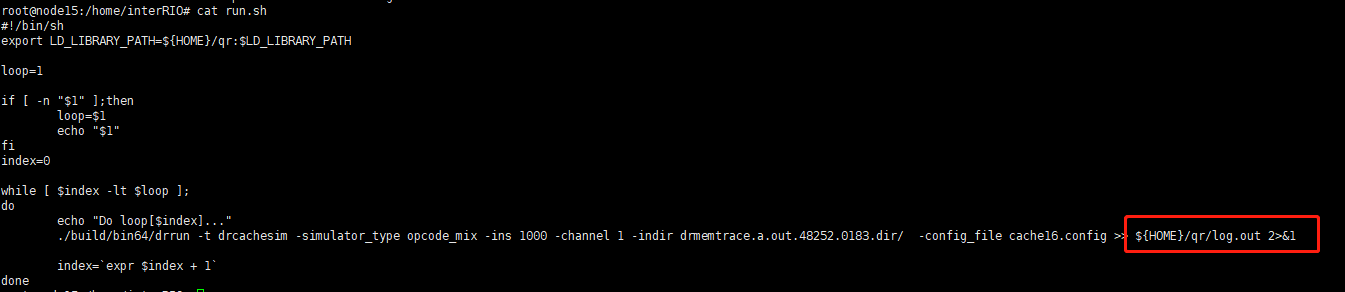 root@node15:/home/interRIO# cat run.sh
#!/bin/sh
export LD_LIBRARY_PATH=${HOME}/qr:$LD_LIBRARY_PATH
loop=1
if [ -n "$1" ];then
loop=$1
echo "$1"
fi
index=0
while [ $index -lt $loop ];
do
echo "Do loop[$index]..."
./build/bin64/drrun -t drcachesim -simulator_type opcode_mix -ins 1000 -channel 1 -indir drmemtrace.a.out.48252.0183.dir/  -config_file cache16.config >> ${HOME}/qr/log.out 2>&1
index=`expr $index + 1`
done